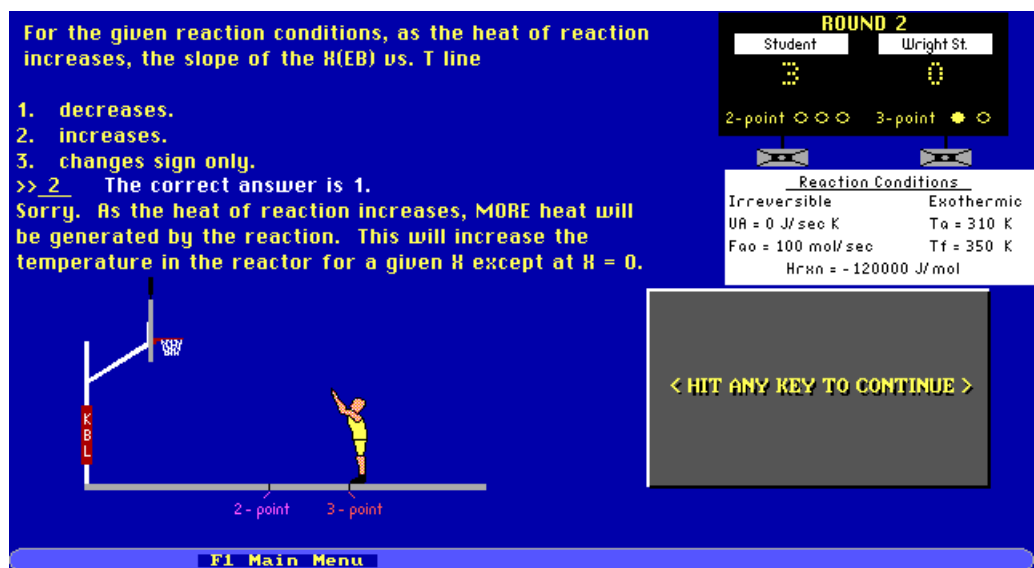 For the given reaction conditions, as the heat of reaction
increases, the slope of the X(EB) vs. T line
1. decreases.
2. increases.
3. changes sign only.
>> 2 The correct answer is 1.
Sorry. As the heat of reaction increases, MORE heat will
be generated by the reaction. This will increase the
temperature in the reactor for a given X except at X = 0.
ROUND 2
Student Wright St.
3 0
2-point 3-point
Reaction Conditions
Irreversible Exothermic
UA = 0 J/sec K Ta = 310 K
Fao = 100 mol/sec Tf = 350 K
Hrxn = -120000 J/mol
< HIT ANY KEY TO CONTINUE >
K
B
L
2 - point 3 - point
F1 Main Menu